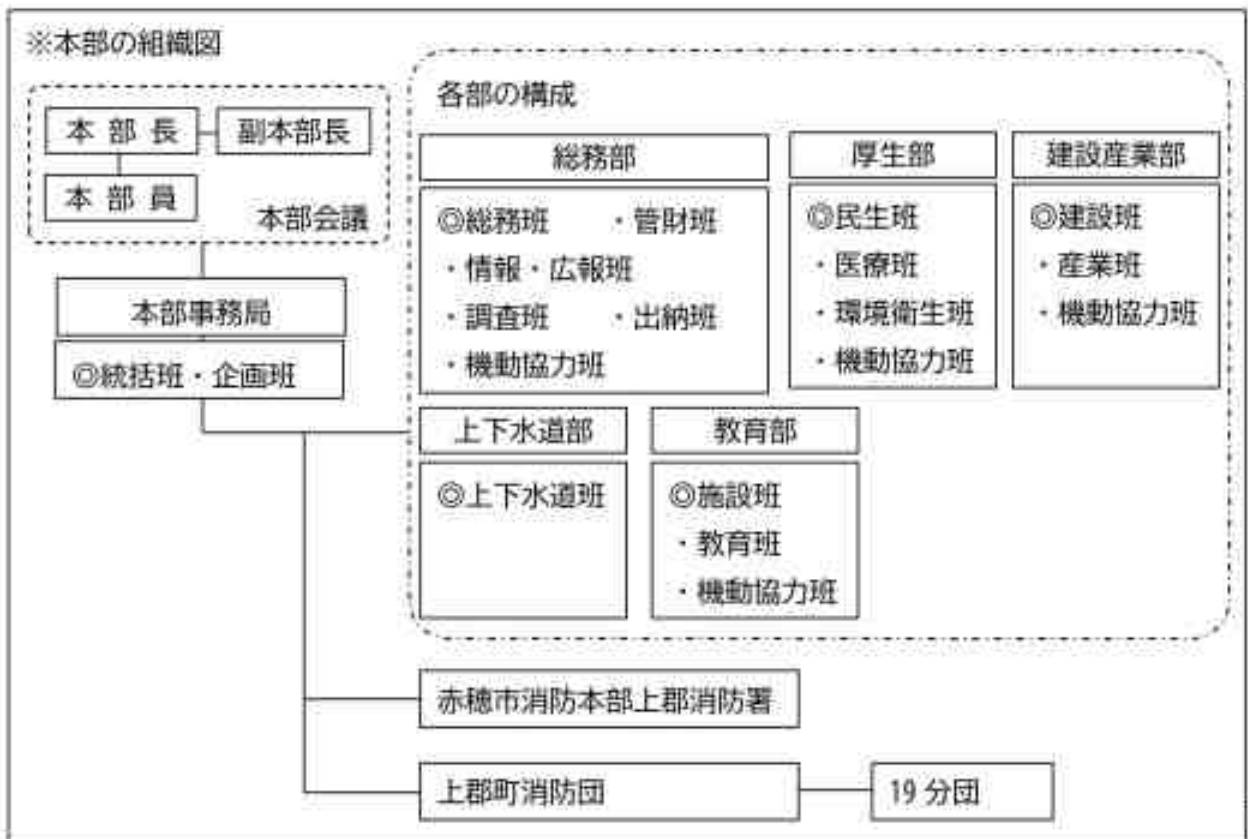 ※本部の組織図
本部長
副本部長
本部員
本部会議
本部事務局
◎統括班・企画班
各部の構成
総務部
◎総務班 ・管財班
・情報・広報班
・調査班 ・出納班
・機動協力班
厚生部
◎民生班
・医療班
・環境衛生班
・機動協力班
建設産業部
◎建設班
・産業班
・機動協力班
上下水道部
◎上下水道班
教育部
◎施設班
・教育班
・機動協力班
赤穂市消防本部上郡消防署
上郡町消防団
19分団